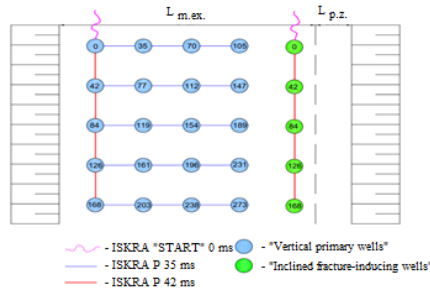 L m.ex.
L p.z.
0 35 70 105 0
42 77 112 147 42
84 119 154 189 84
126 161 196 231 126
168 203 238 273 168
- ISKRA "START" 0 ms
- "Vertical primary wells"
- ISKRA P 35 ms
- "Inclined fracture-inducing wells"
- ISKRA P 42 ms